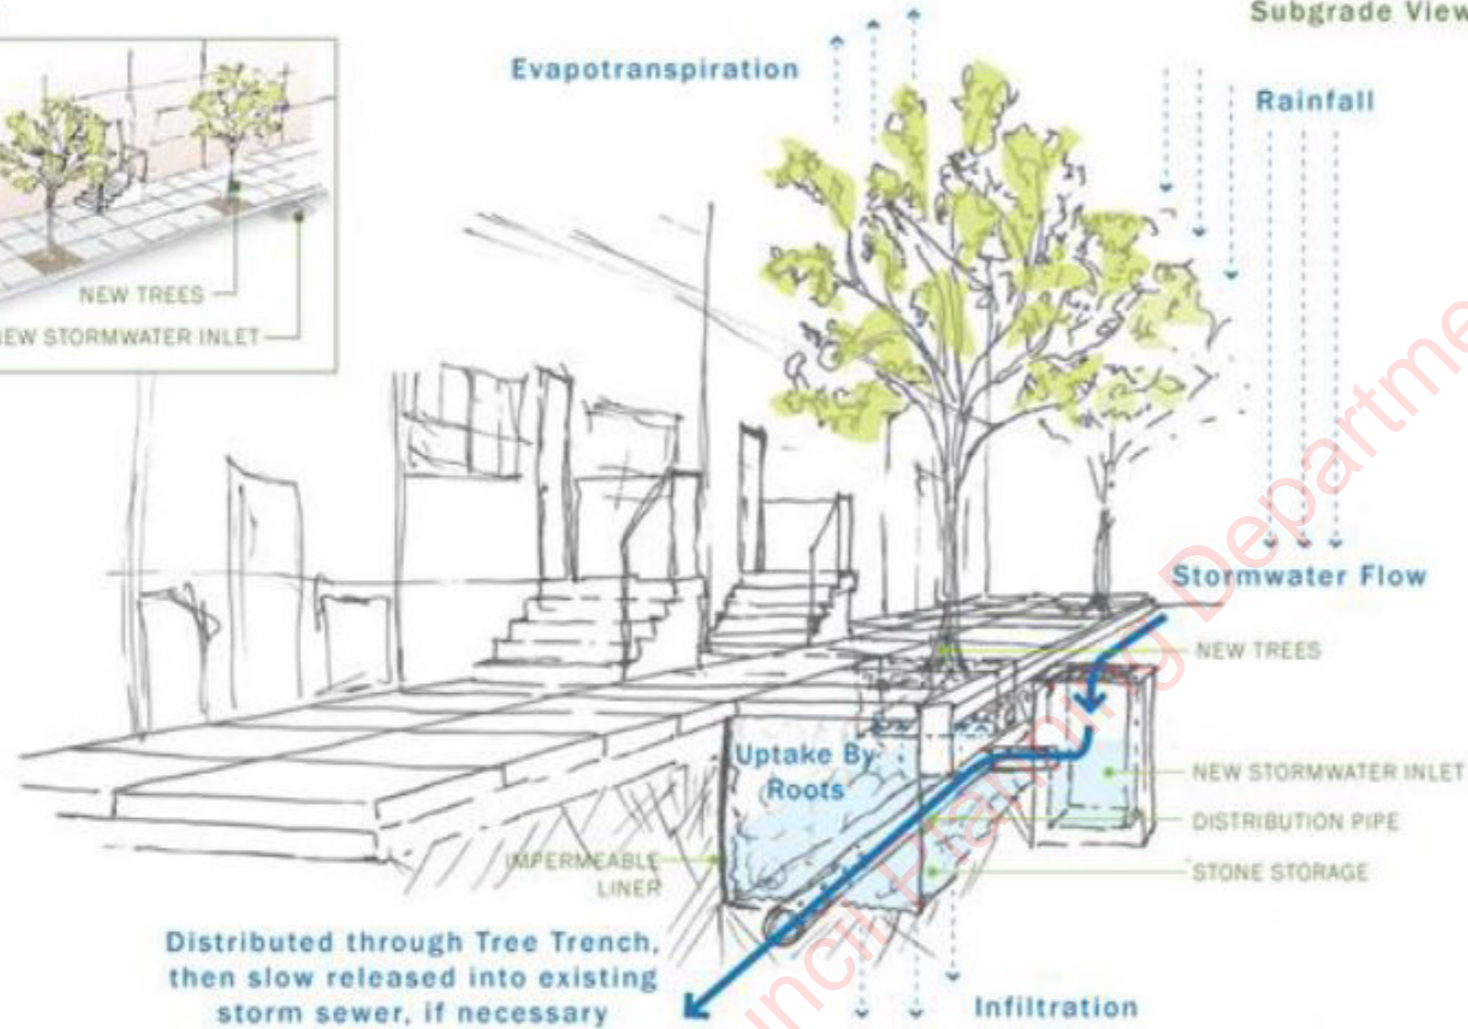 Subgrade View
Evapotranspiration
Rainfall
NEW TREES
NEW STORMWATER INLET
Stormwater Flow
NEW TREES
Uptake By
Roots
NEW STORMWATER INLET
DISTRIBUTION PIPE
STONE STORAGE
IMPERMEABLE
LINER
Distributed through Tree Trench,
then slow released into existing
storm sewer, if necessary
Infiltration
Planning